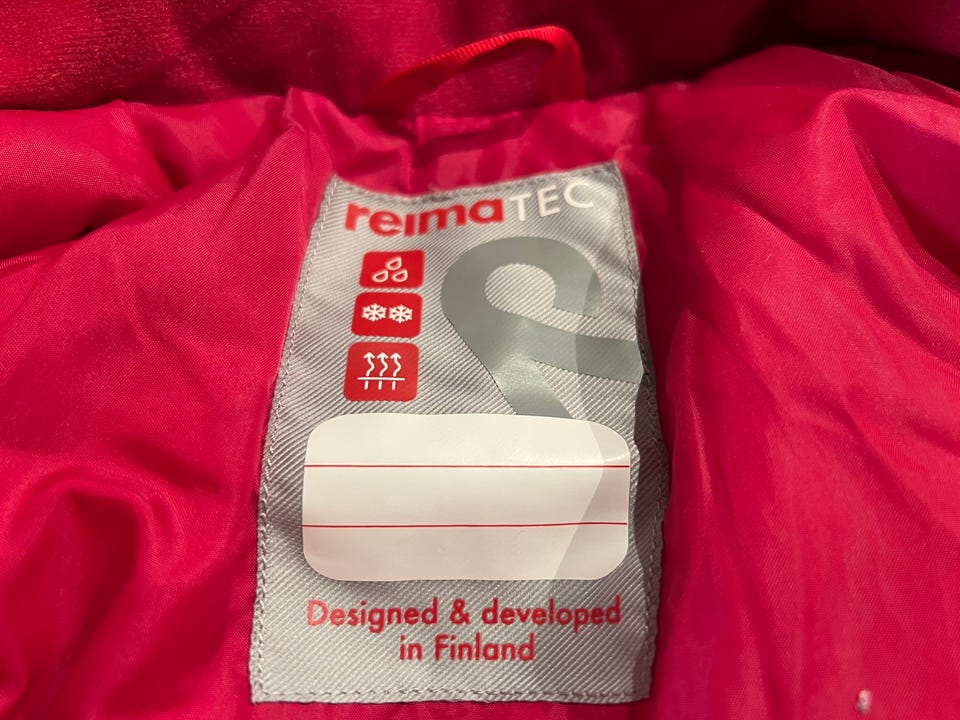 reimaTEC
Designed & developed
in Finland